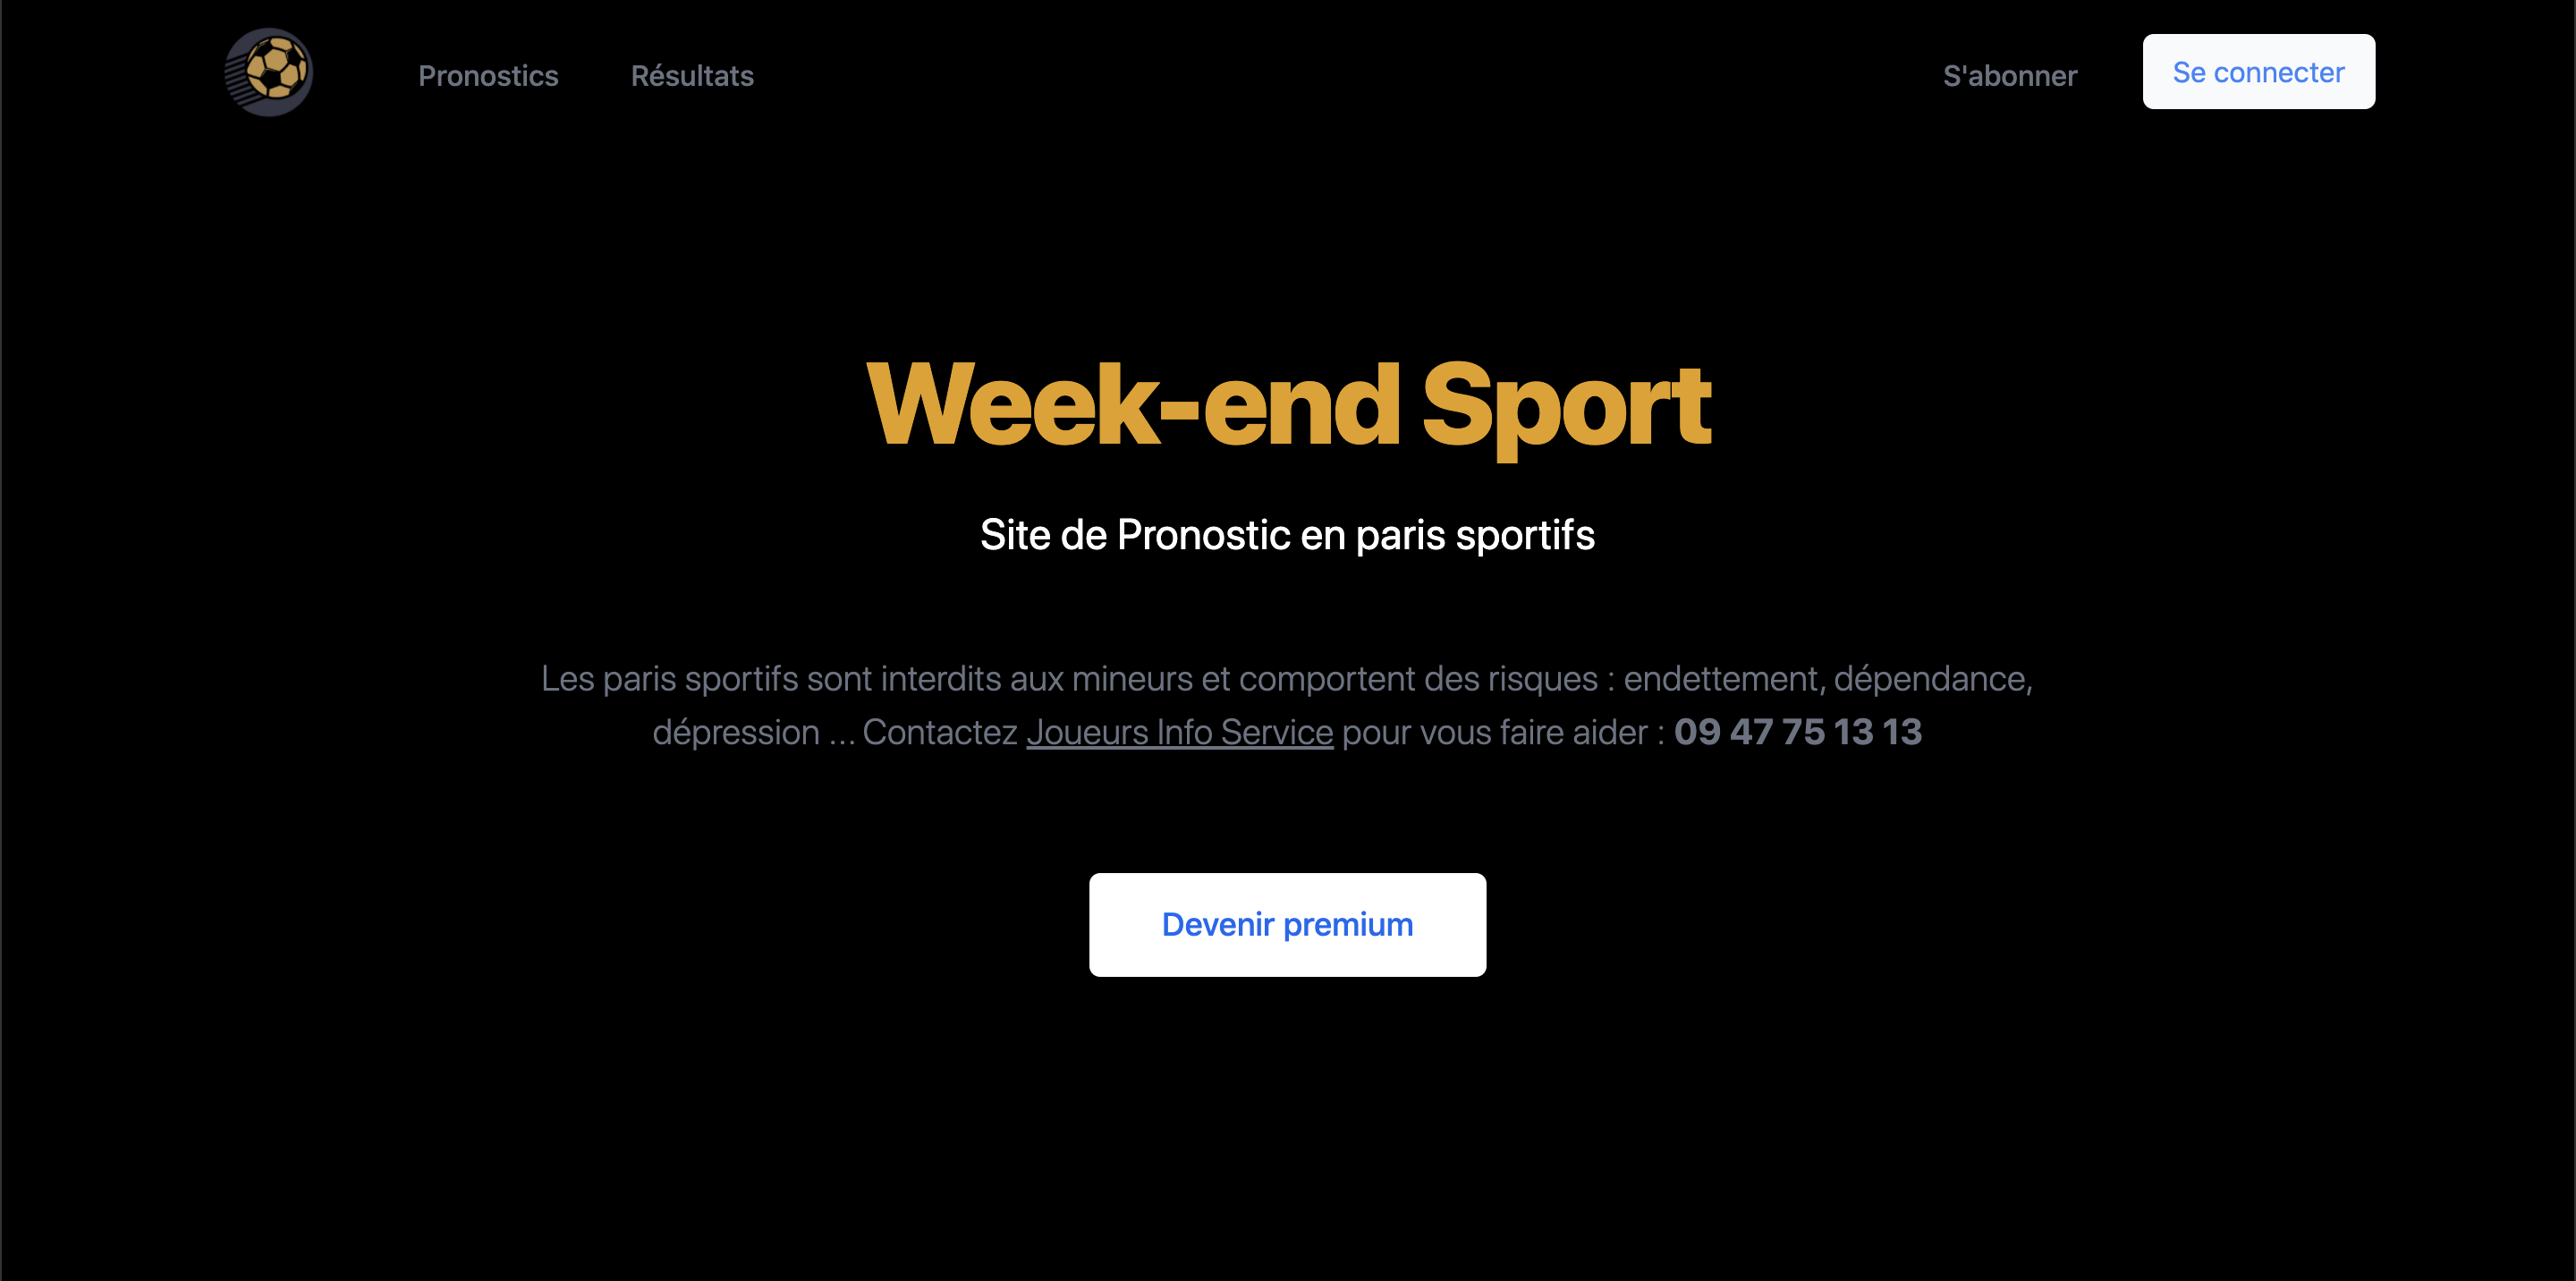 Pronostics
Résultats
S'abonner
Se connecter
Week-end Sport
Site de Pronostic en paris sportifs
Les paris sportifs sont interdits aux mineurs et comportent des risques : endettement, dépendance,
dépression ... Contactez Joueurs Info Service pour vous faire aider : 09 47 75 13 13
Devenir premium